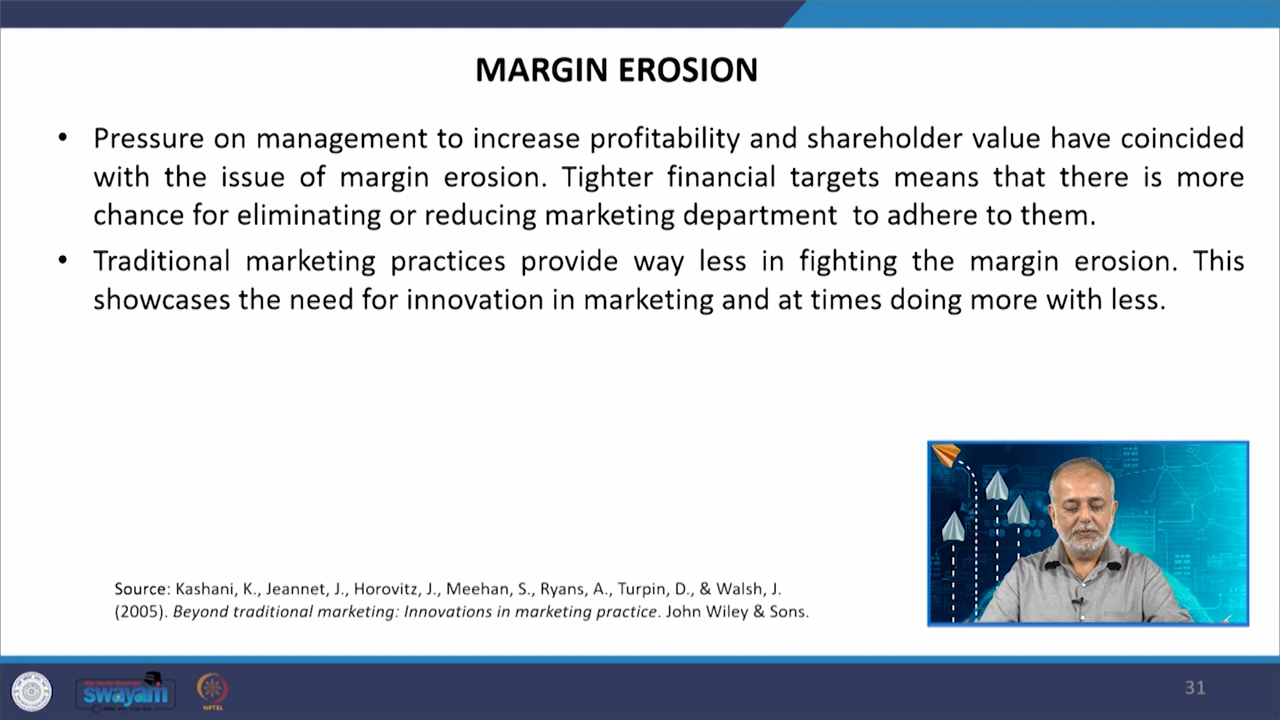 MARGIN EROSION
• Pressure on management to increase profitability and shareholder value have coincided
with the issue of margin erosion. Tighter financial targets means that there is more
chance for eliminating or reducing marketing department to adhere to them.
• Traditional marketing practices provide way less in fighting the margin erosion. This
showcases the need for innovation in marketing and at times doing more with less.
Source: Kashani, K., Jeannet, J., Horovitz, J., Meehan, S., Ryans, A., Turpin, D., & Walsh, J.
(2005). Beyond traditional marketing: Innovations in marketing practice. John Wiley & Sons.
swayam
NPTEL
31